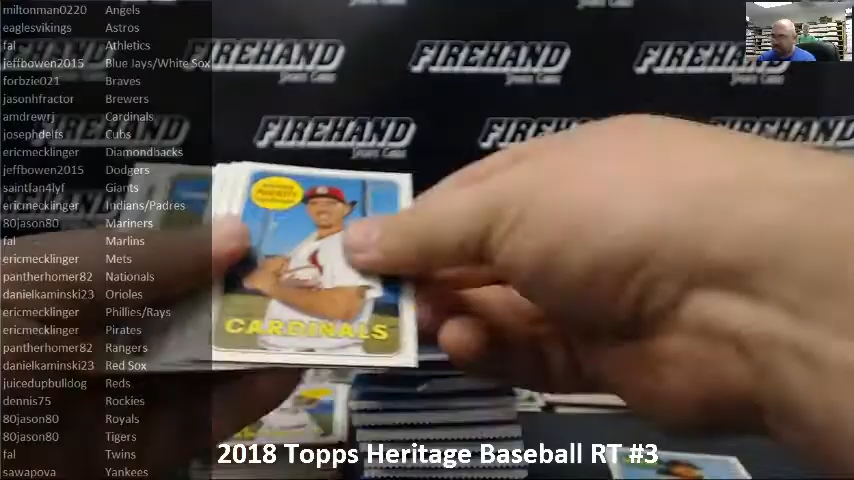 miltonman0220 Angels
eaglesvikings Astros
fal Athletics
jeffbowen2015 Blue Jays/White Sox
forbzie021 Braves
jasonhfractor Brewers
amdrewrj Cardinals
josephdelfs Cubs
ericmecklinger Diamondbacks
jeffbowen2015 Dodgers
saintfan4lyf Giants
ericmecklinger Indians/Padres
80jason80 Mariners
fal Marlins
ericmecklinger Mets
pantherhomer82 Nationals
danielkaminski23 Orioles
ericmecklinger Phillies/Rays
ericmecklinger Pirates
pantherhomer82 Rangers
danielkaminski23 Red Sox
juicedupbulldog Reds
dennis75 Rockies
80jason80 Royals
80jason80 Tigers
fal Twins
sawapova Yankees
FIREHAND
FIREHAND
FIREHAND
FIREHAND
FIREHAND
CARDINALS
2018 Topps Heritage Baseball RT #3